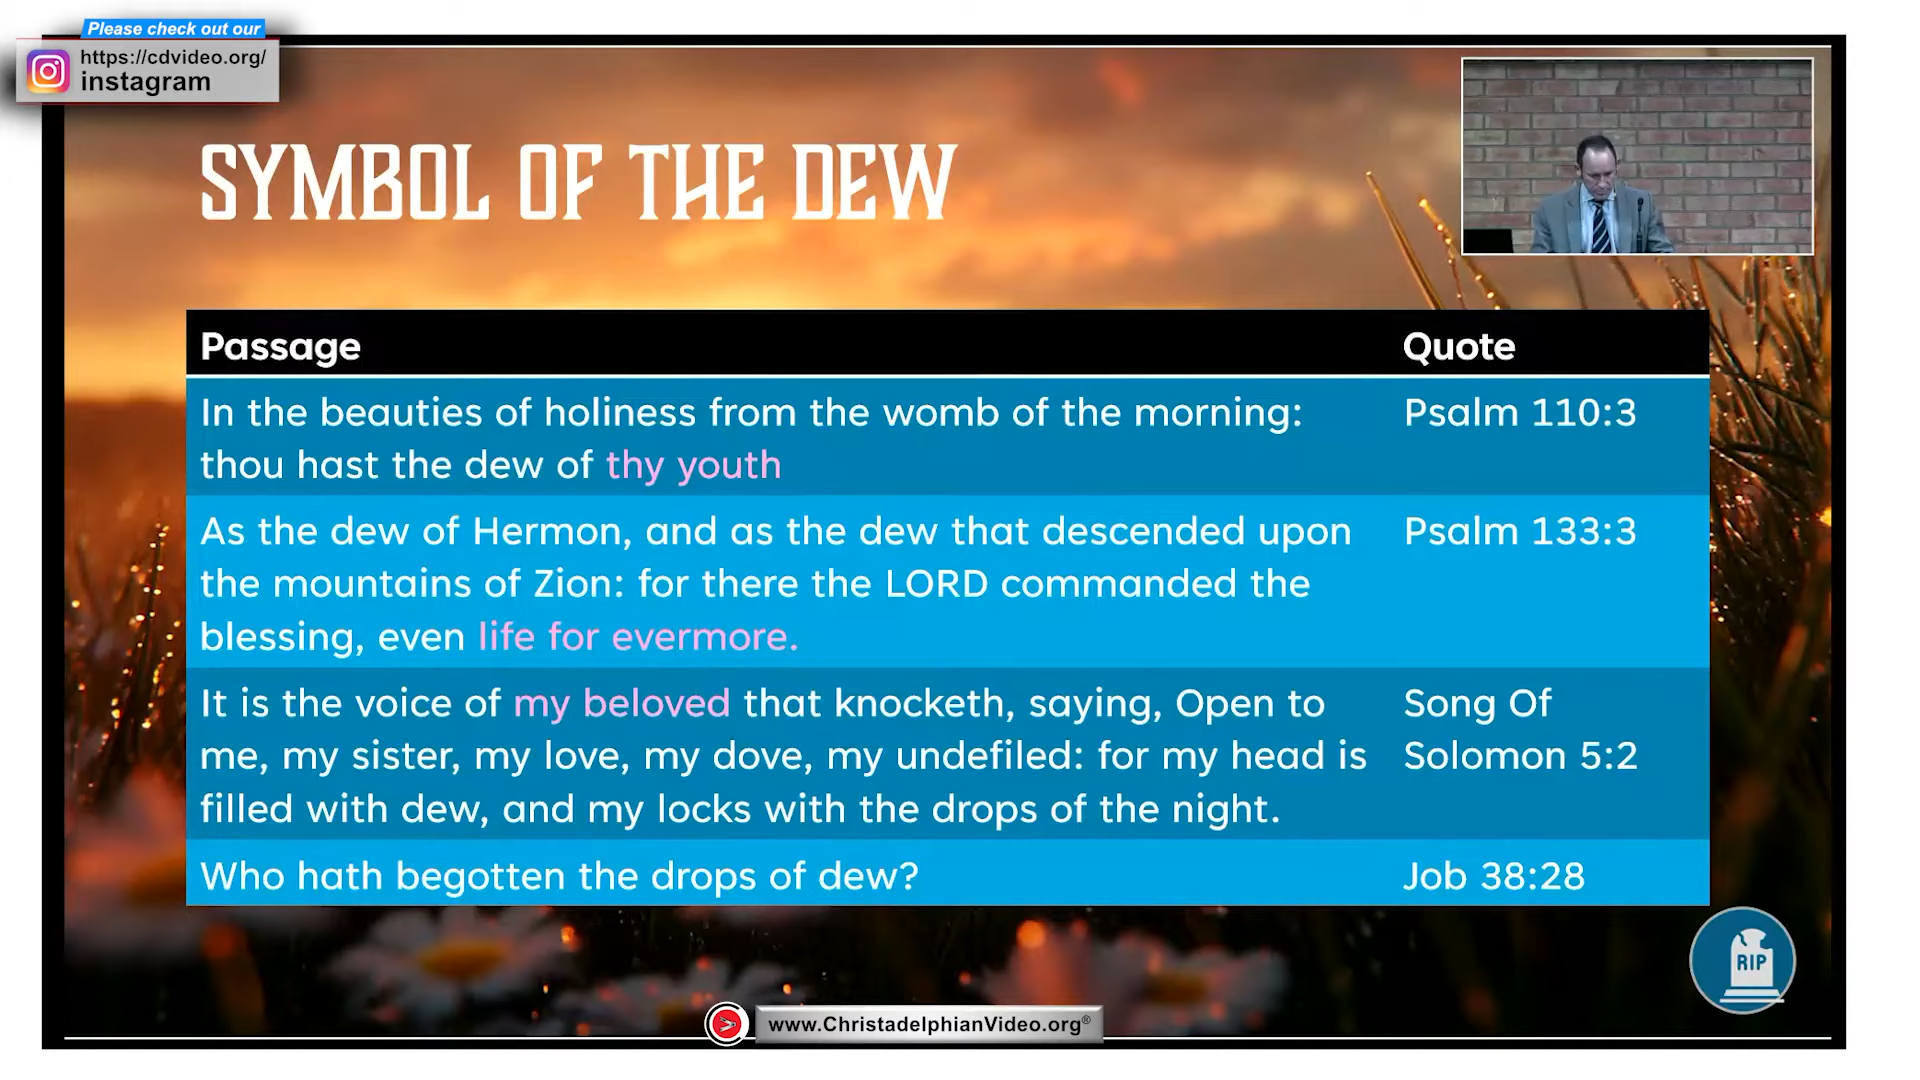 Please check out our
https://cdvideo.org/
instagram
SYMBOL OF THE DEW
Passage Quote
In the beauties of holiness from the womb of the morning: Psalm 110:3
thou hast the dew of thy youth
As the dew of Hermon, and as the dew that descended upon Psalm 133:3
the mountains of Zion: for there the LORD commanded the
blessing, even life for evermore.
It is the voice of my beloved that knocketh, saying, Open to Song Of
me, my sister, my love, my dove, my undefiled: for my head is Solomon 5:2
filled with dew, and my locks with the drops of the night.
Who hath begotten the drops of dew? Job 38:28
RIP
www.ChristadelphianVideo.org®